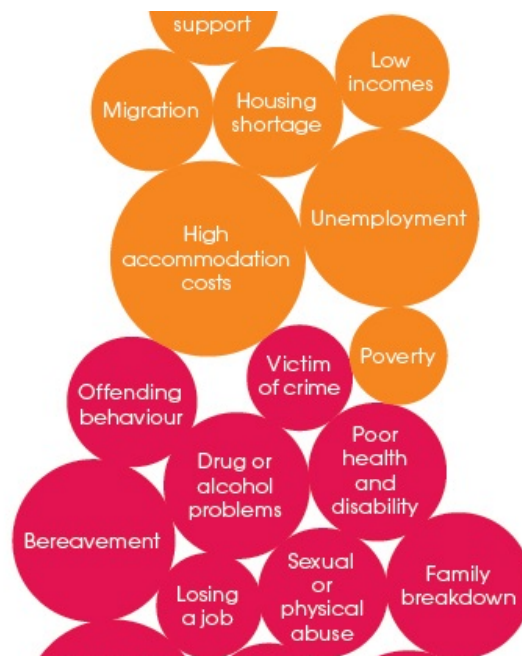 support
Migration
Housing
shortage
Low
incomes
High
accommodation
costs
Unemployment
Poverty
Offending
behaviour
Victim
of crime
Drug or
alcohol
problems
Poor
health
and
disability
Bereavement
Losing
a job
Sexual
or
physical
abuse
Family
breakdown